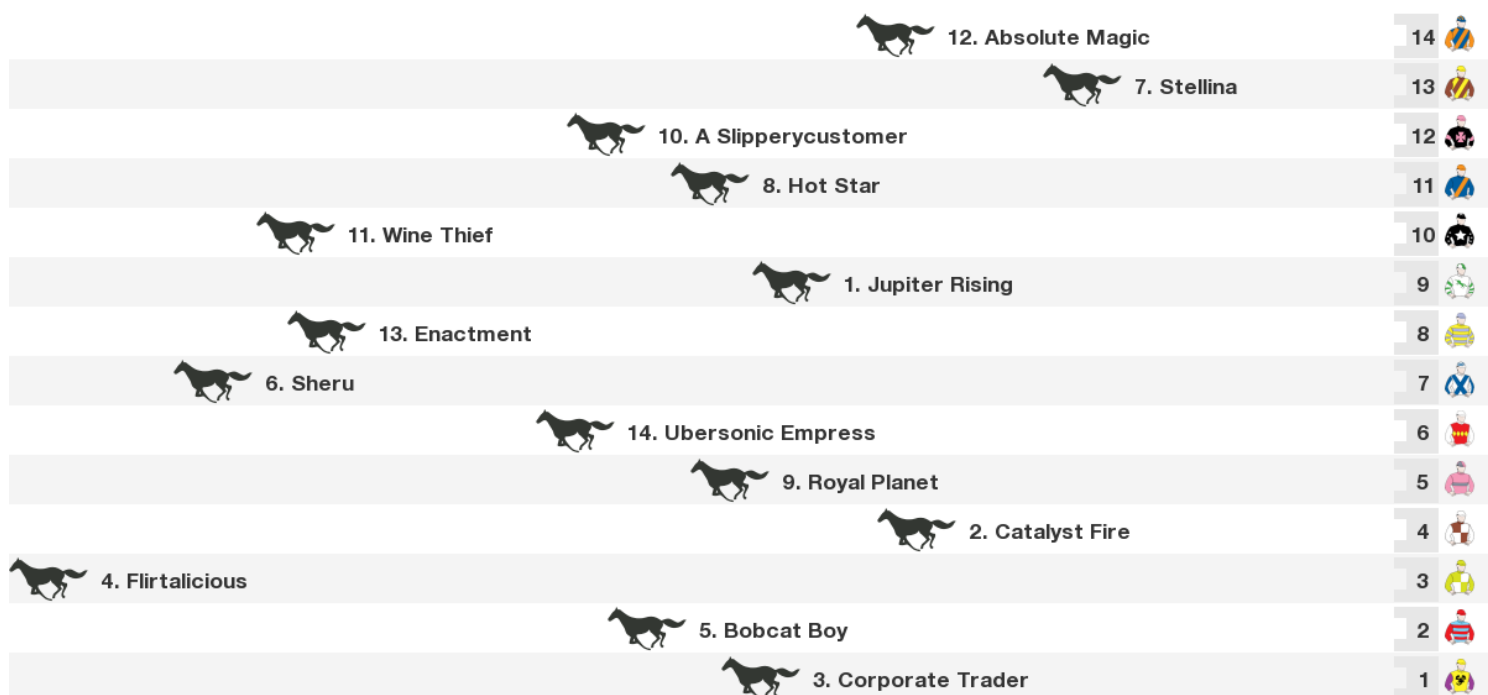 12. Absolute Magic 14
7. Stellina 13
10. A Slipperycustomer 12
8. Hot Star 11
11. Wine Thief 10
1. Jupiter Rising 9
13. Enactment 8
6. Sheru 7
14. Ubersonic Empress 6
9. Royal Planet 5
2. Catalyst Fire 4
4. Flirtalicious 3
5. Bobcat Boy 2
3. Corporate Trader 1